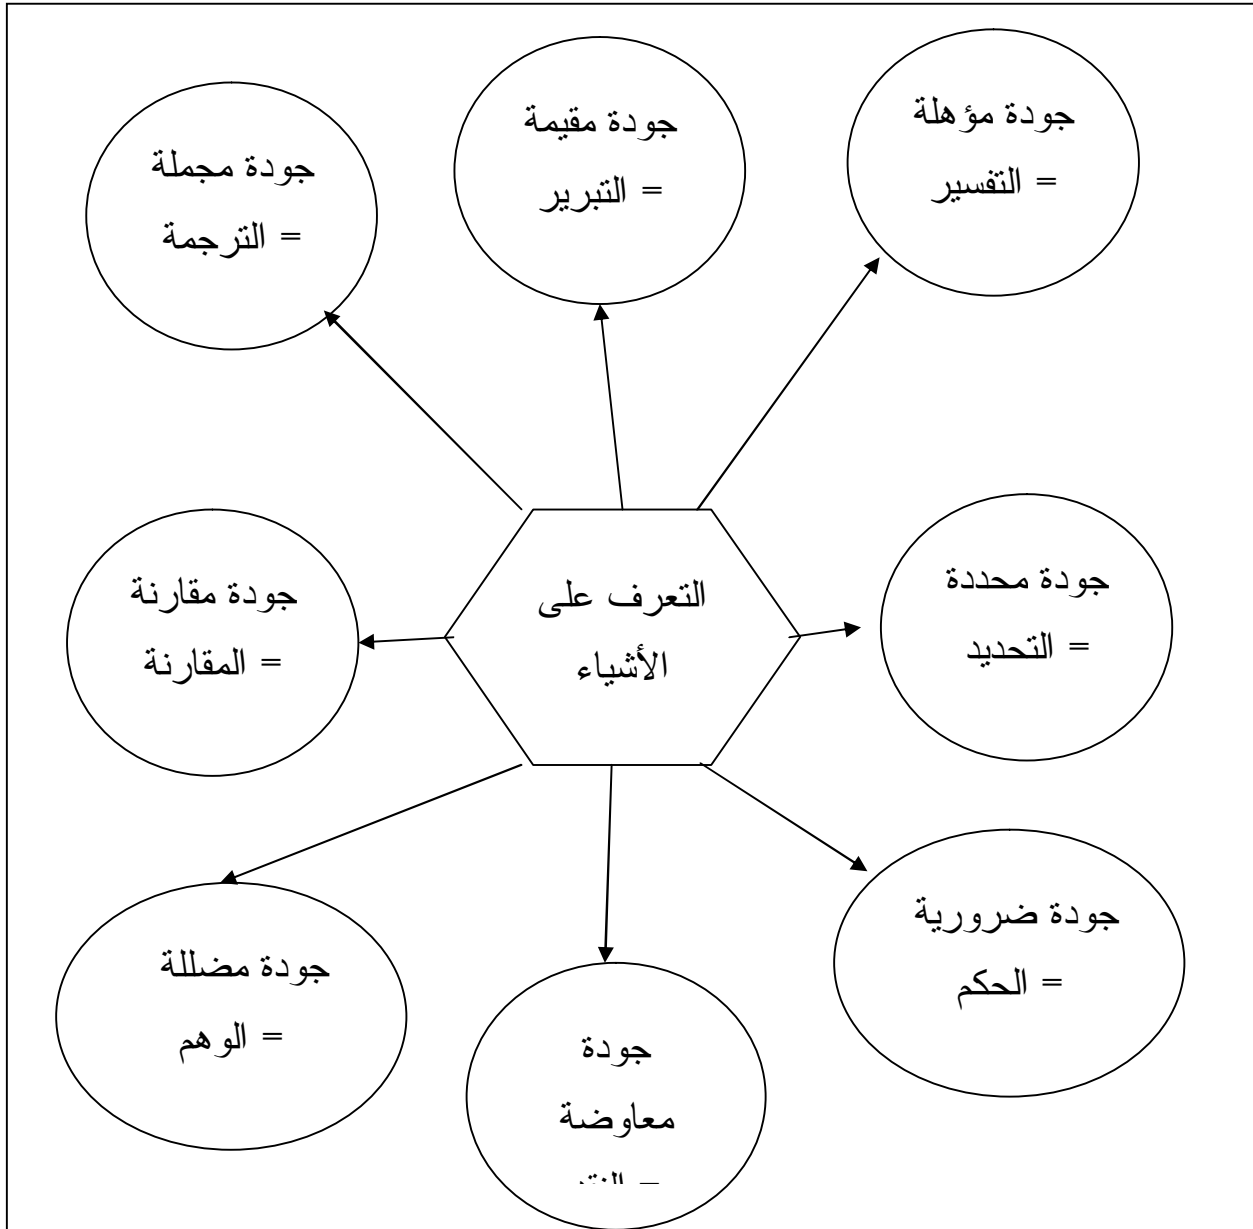 جودة مؤهلة
= التفسير
جودة مقيمة
= التبرير
جودة مجملة
= الترجمة
جودة محددة
= التحديد
التعرف على
الأشياء
جودة مقارنة
= المقارنة
جودة ضرورية
= الحكم
جودة
معاوضة
جودة مضللة
= الوهم